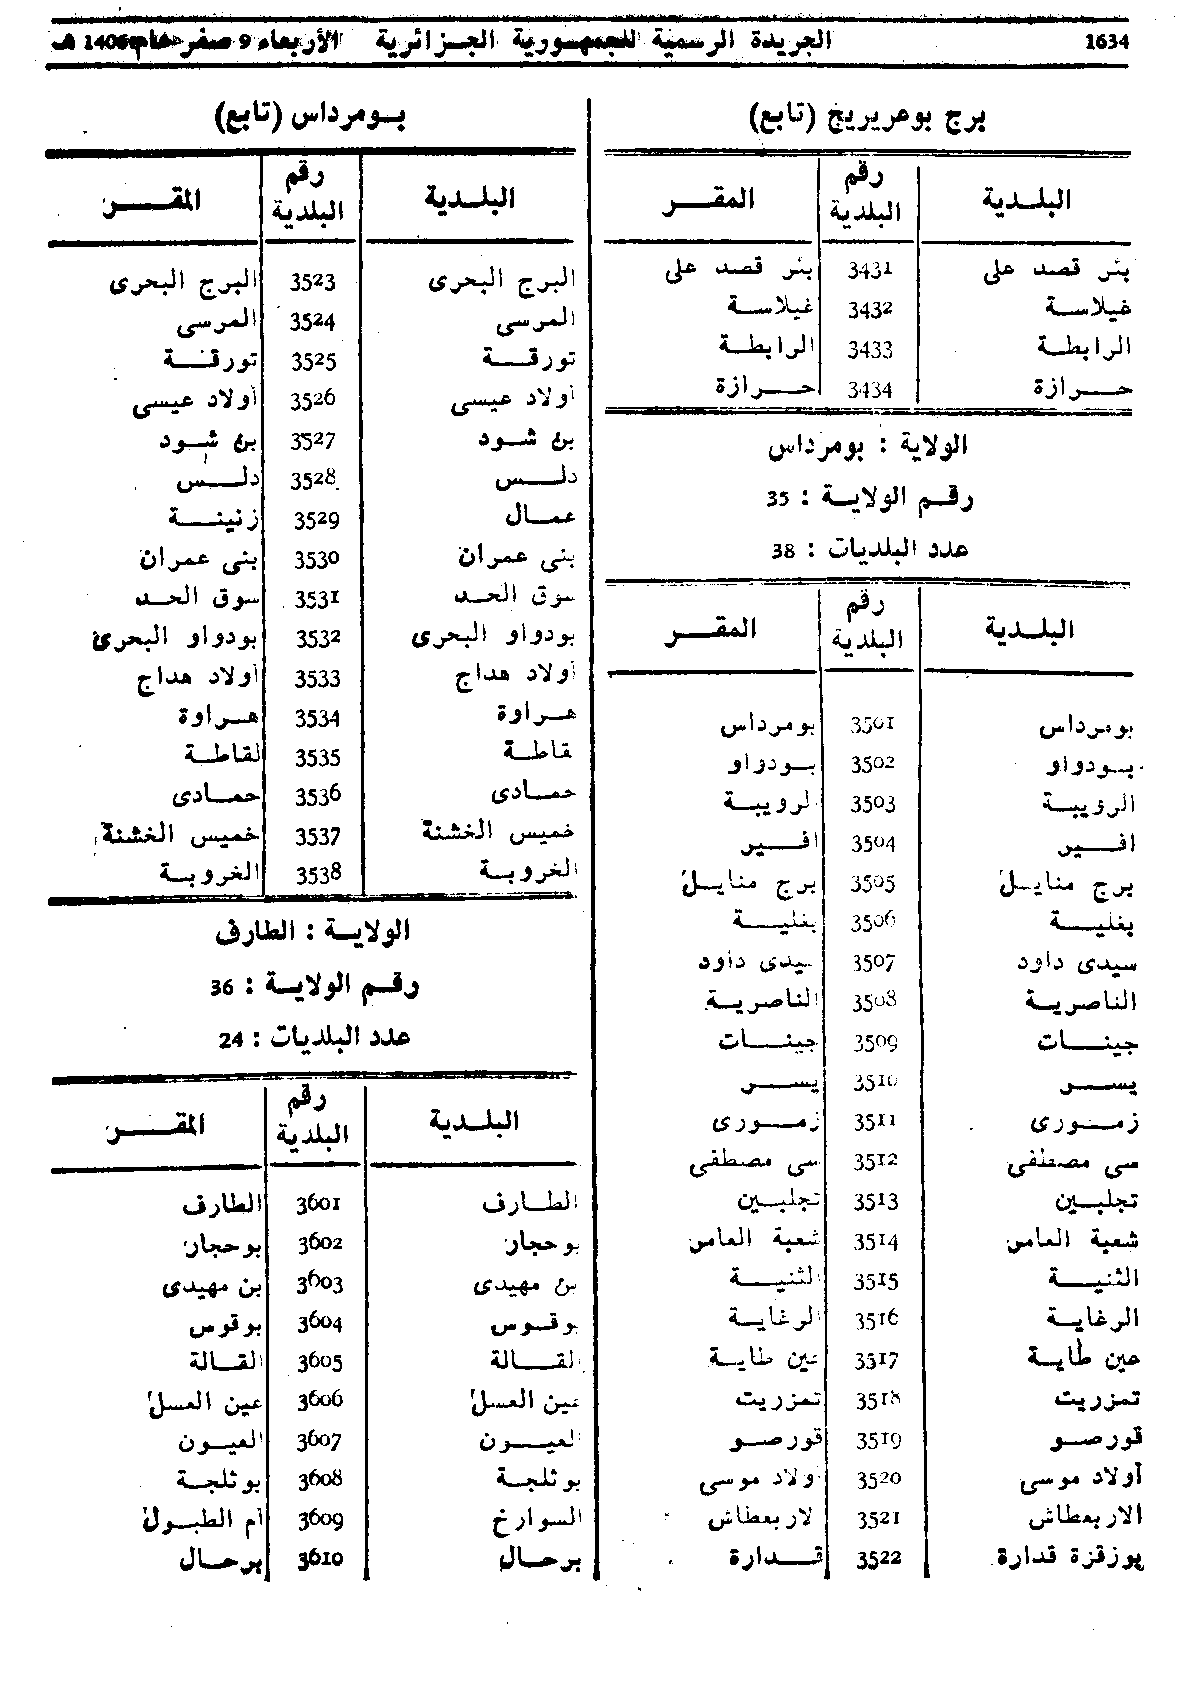 1634 الجريدة الرسمية للجمهورية الجزائرية الأربعاء 9 صفر عام 1406 هـ
برج بوعريريج (تابع)
البلدية رقم البلدية المقر
بئر قصد على 3431 بئر قصد على
غيلاسة 3432 غيلاسة
الرابطة 3433 الرابطة
حرازة 3434 حرازة
الولاية : بومرداس
رقم الولاية : 35
عدد البلديات : 38
البلدية رقم البلدية المقر
بومرداس 3501 بومرداس
بودواو 3502 بودواو
الرويبة 3503 لرويبة
افير 3504 افير
برج منايل 3505 برج منايل
بغلية 3506 بغلية
سيدى داود 3507 سيدى داود
الناصرية 3508 الناصرية
جينات 3509 جينات
يسر 3510 يسر
زمورى 3511 زمورى
سى مصطفى 3512 سى مصطفى
تجلبين 3513 تجلبين
شعبة العامر 3514 شعبة العامر
الثنية 3515 الثنية
الرغاية 3516 الرغاية
عين طاية 3517 عين طاية
تمزريت 3518 تمزريت
قورصو 3519 قورصو
أولاد موسى 3520 أولاد موسى
الاربعطاش 3521 لاربعطاش
بوزقزة قدارة 3522 قدارة
بومرداس (تابع)
البلدية رقم البلدية المقر
البرج البحرى 3523 البرج البحرى
المرسى 3524 المرسى
تورقة 3525 تورقة
أولاد عيسى 3526 أولاد عيسى
بن شود 3527 بن شود
دلس 3528 دلس
عمال 3529 زنينة
بنى عمران 3530 بنى عمران
سوق الحد 3531 سوق الحد
بودواو البحرى 3532 بودواو البحرى
أولاد هداج 3533 أولاد هداج
هراوة 3534 هراوة
لقاطة 3535 لقاطة
حمادى 3536 حمادى
خميس الخشنة 3537 خميس الخشنة
الخروبة 3538 الخروبة
الولاية : الطارف
رقم الولاية : 36
عدد البلديات : 24
البلدية رقم البلدية المقر
الطارف 3601 الطارف
بوحجار 3602 بوحجار
بن مهيدى 3603 بن مهيدى
بوقوس 3604 بوقوس
القالة 3605 القالة
عين العسل 3606 عين العسل
العيون 3607 العيون
بوثلجة 3608 بوثلجة
السوارخ 3609 أم الطبول
برحال 3610 برحال